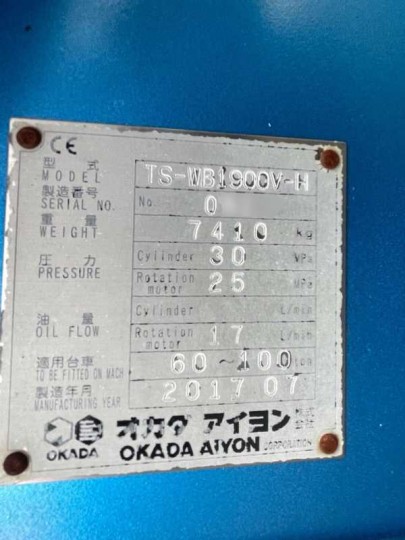 CE
型 式
MODEL TS-WB1900V-H
製造番号
SERIAL NO. No. 0
重 量
WEIGHT 7410 kg
圧 力 Cylinder 30 MPa
PRESSURE Rotation motor 25 MPa
油 量 Cylinder L/min
OIL FLOW Rotation motor 17 L/min
適用台車
TO BE FITTED ON MACH 60~100 ton
製造年月
MANUFACTURING YEAR 2017 07
オカダ アイヨン 株式会社
OKADA OKADA AIYON CORPORATION